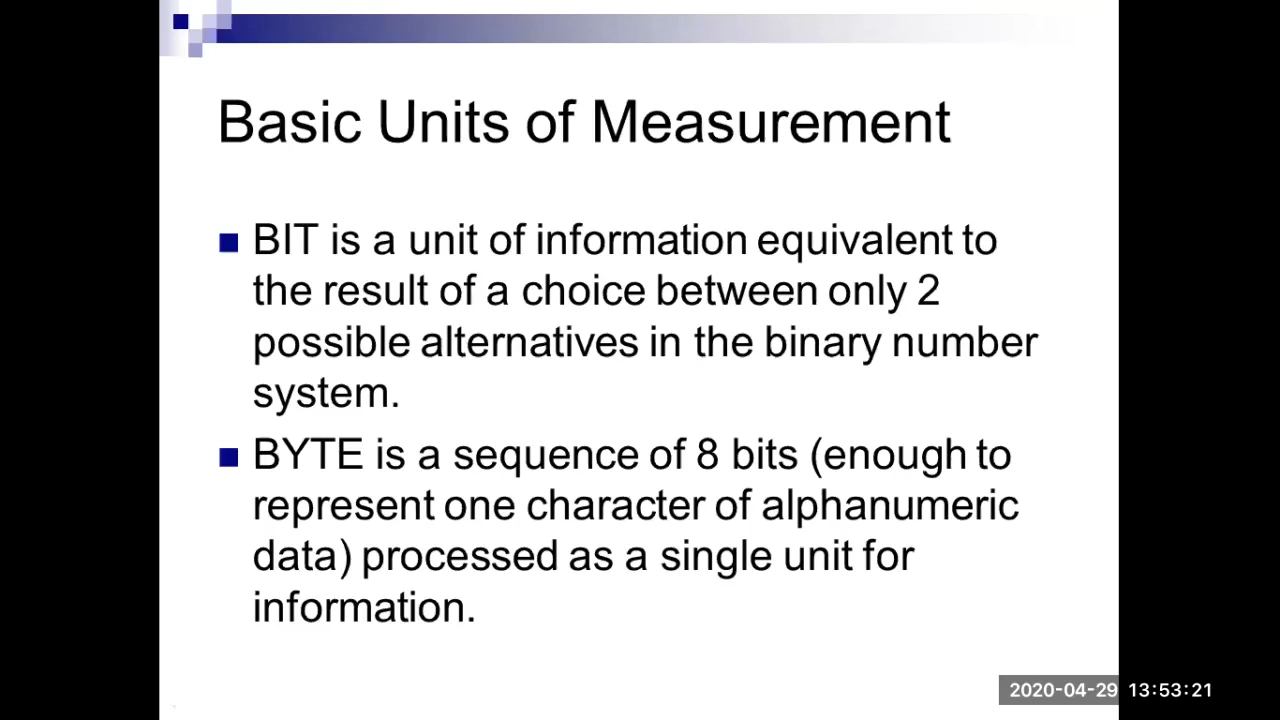 Basic Units of Measurement
BIT is a unit of information equivalent to
the result of a choice between only 2
possible alternatives in the binary number
system.
BYTE is a sequence of 8 bits (enough to
represent one character of alphanumeric
data) processed as a single unit for
information.
2020-04-29 13:53:21